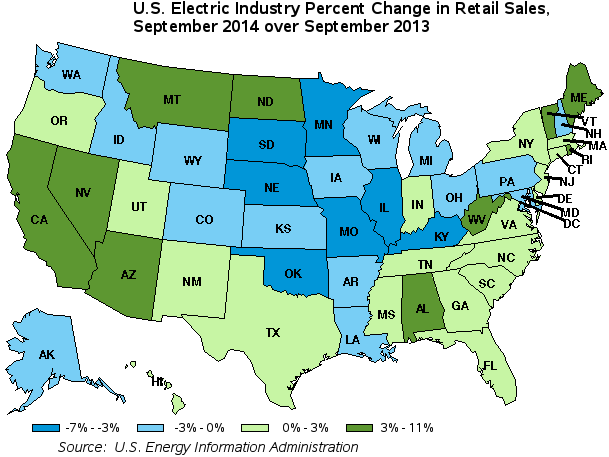 U.S. Electric Industry Percent Change in Retail Sales,
September 2014 over September 2013
WA
MT
ND
MN
ME
OR
ID
SD
WI
VT
NH
WY
MI
NY
MA
RI
CT
NV
NE
IA
PA
NJ
CA
UT
CO
KS
MO
IL
IN
OH
WV
DE
MD
DC
KY
VA
AZ
NM
OK
AR
TN
NC
SC
TX
LA
MS
AL
GA
FL
AK
HI
-7% - -3%
-3% - 0%
0% - 3%
3% - 11%
Source: U.S. Energy Information Administration